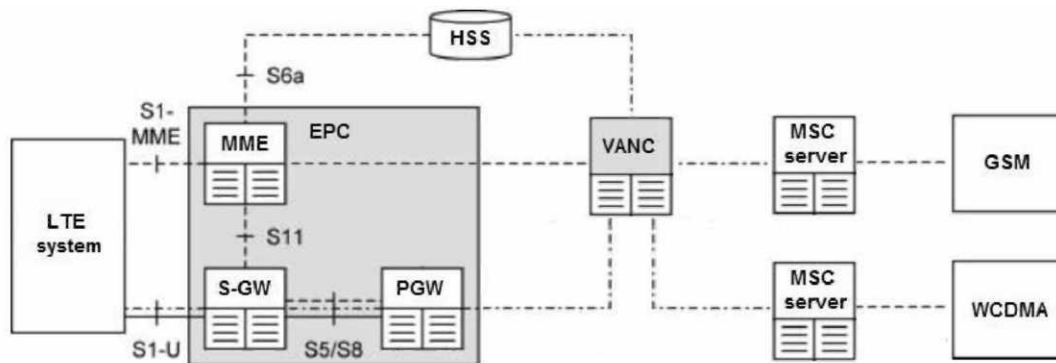 HSS
S6a
S1-
MME
MME
EPC
VANC
MSC
server
GSM
LTE
system
S11
S-GW
PGW
MSC
server
WCDMA
S1-U
S5/S8